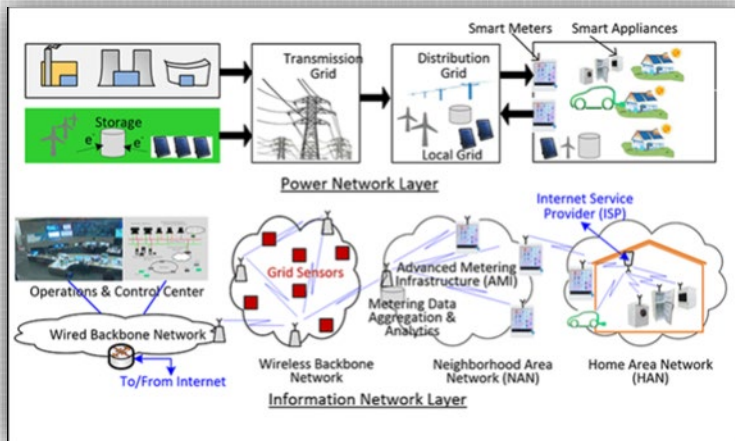 Smart Meters
Smart Appliances
Transmission
Grid
Distribution
Grid
Storage
e-
e-
Local Grid
Power Network Layer
Internet Service
Provider (ISP)
Grid Sensors
Advanced Metering
Infrastructure (AMI)
Metering Data
Aggregation &
Analytics
Operations & Control Center
Wired Backbone Network
To/From Internet
Wireless Backbone
Network
Neighborhood Area
Network (NAN)
Home Area Network
(HAN)
Information Network Layer